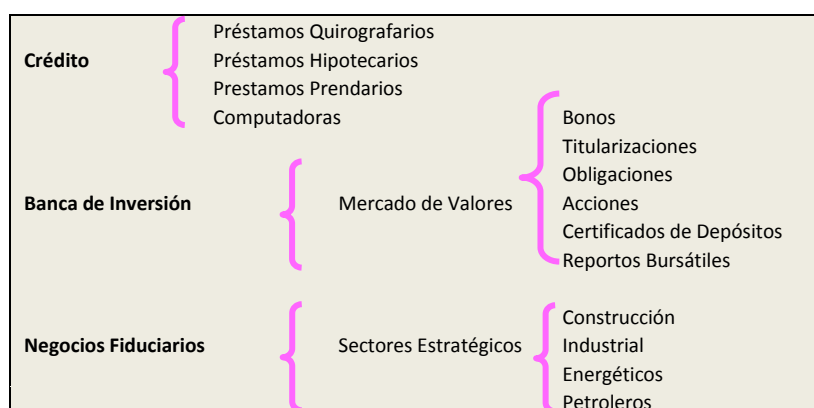 Crédito
Préstamos Quirografarios
Préstamos Hipotecarios
Prestamos Prendarios
Computadoras
Banca de Inversión
Mercado de Valores
Bonos
Titularizaciones
Obligaciones
Acciones
Certificados de Depósitos
Reportos Bursátiles
Negocios Fiduciarios
Sectores Estratégicos
Construcción
Industrial
Energéticos
Petroleros